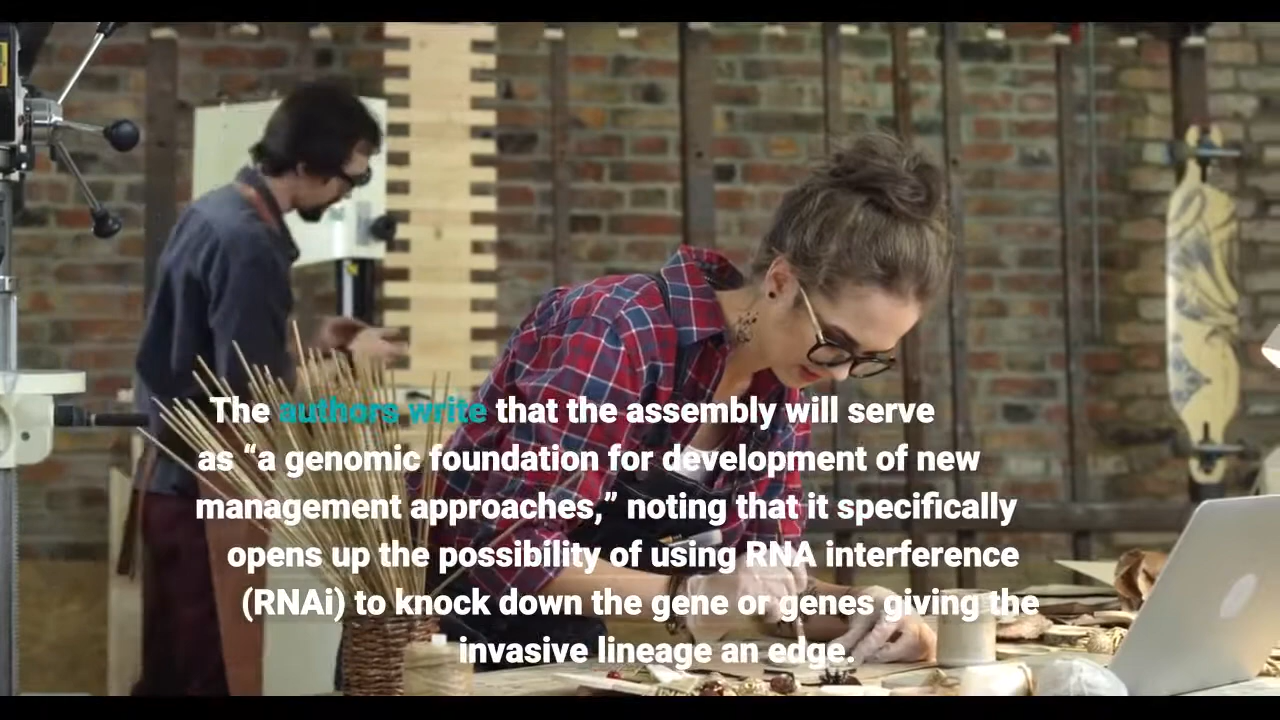 The authors write that the assembly will serve
as “a genomic foundation for development of new
management approaches,” noting that it specifically
opens up the possibility of using RNA interference
(RNAi) to knock down the gene or genes giving the
invasive lineage an edge.